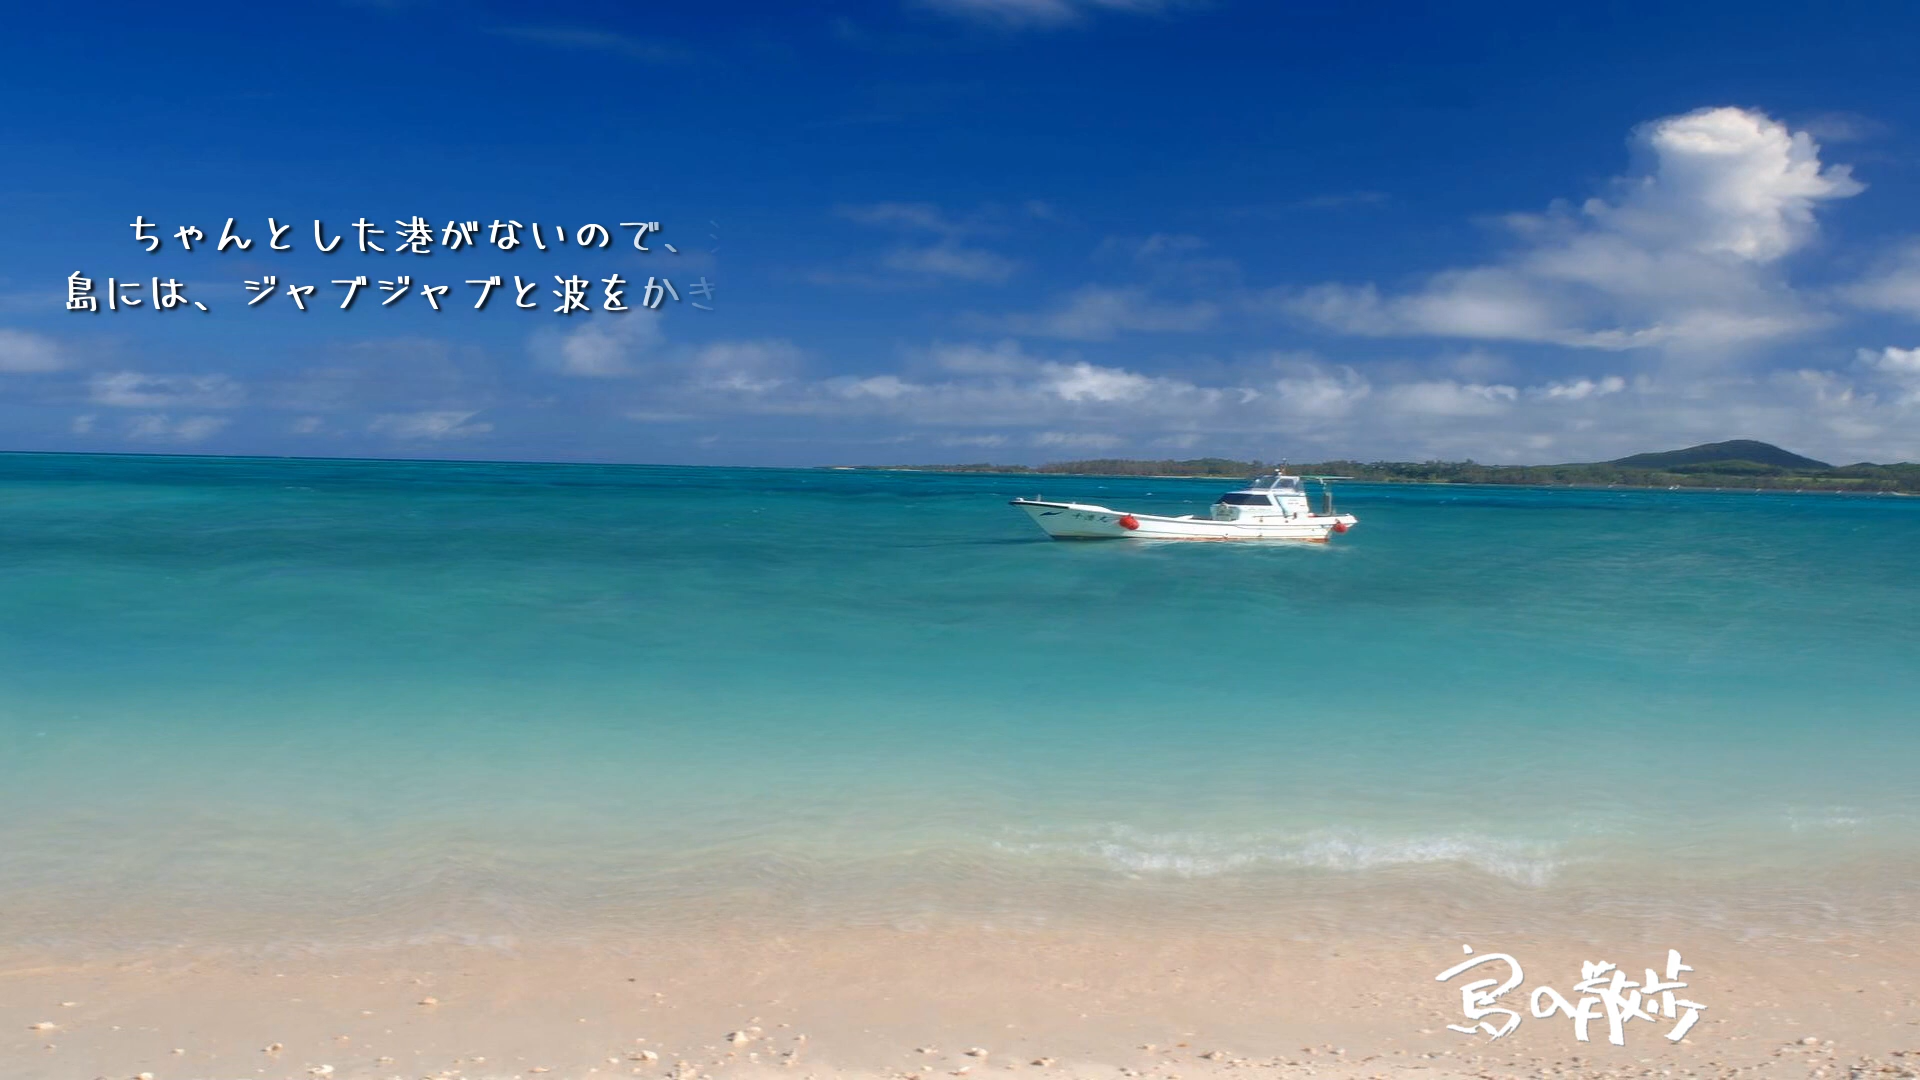 ちゃんとした港がないので、
島には、ジャブジャブと波をかき
島の散歩